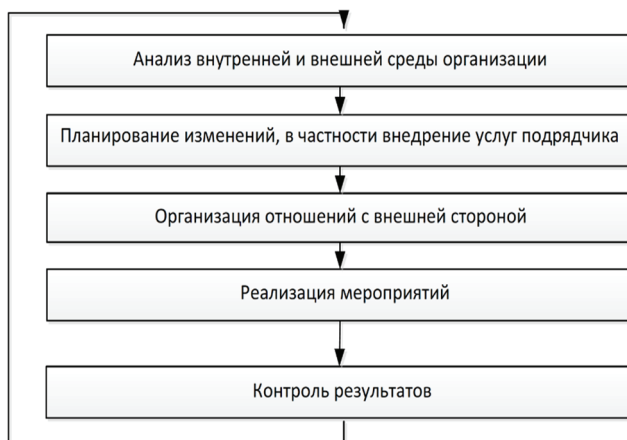 Анализ внутренней и внешней среды организации
Планирование изменений, в частности внедрение услуг подрядчика
Организация отношений с внешней стороной
Реализация мероприятий
Контроль результатов